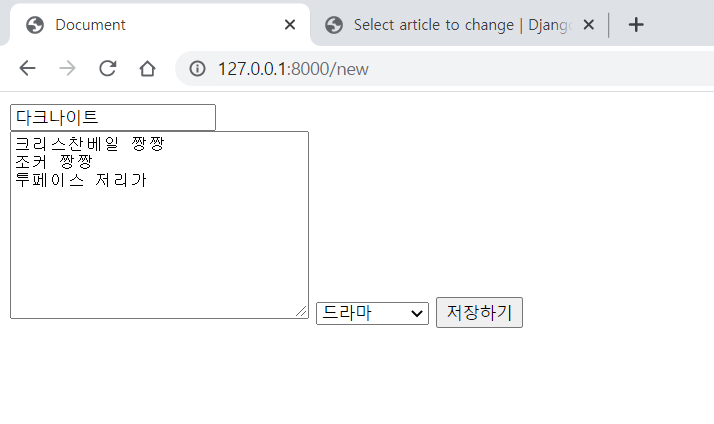 Document
Select article to change | Django
127.0.0.1:8000/new
다크나이트
크리스찬베일 짱짱
조커 짱짱
투페이스 저리가
드라마
저장하기